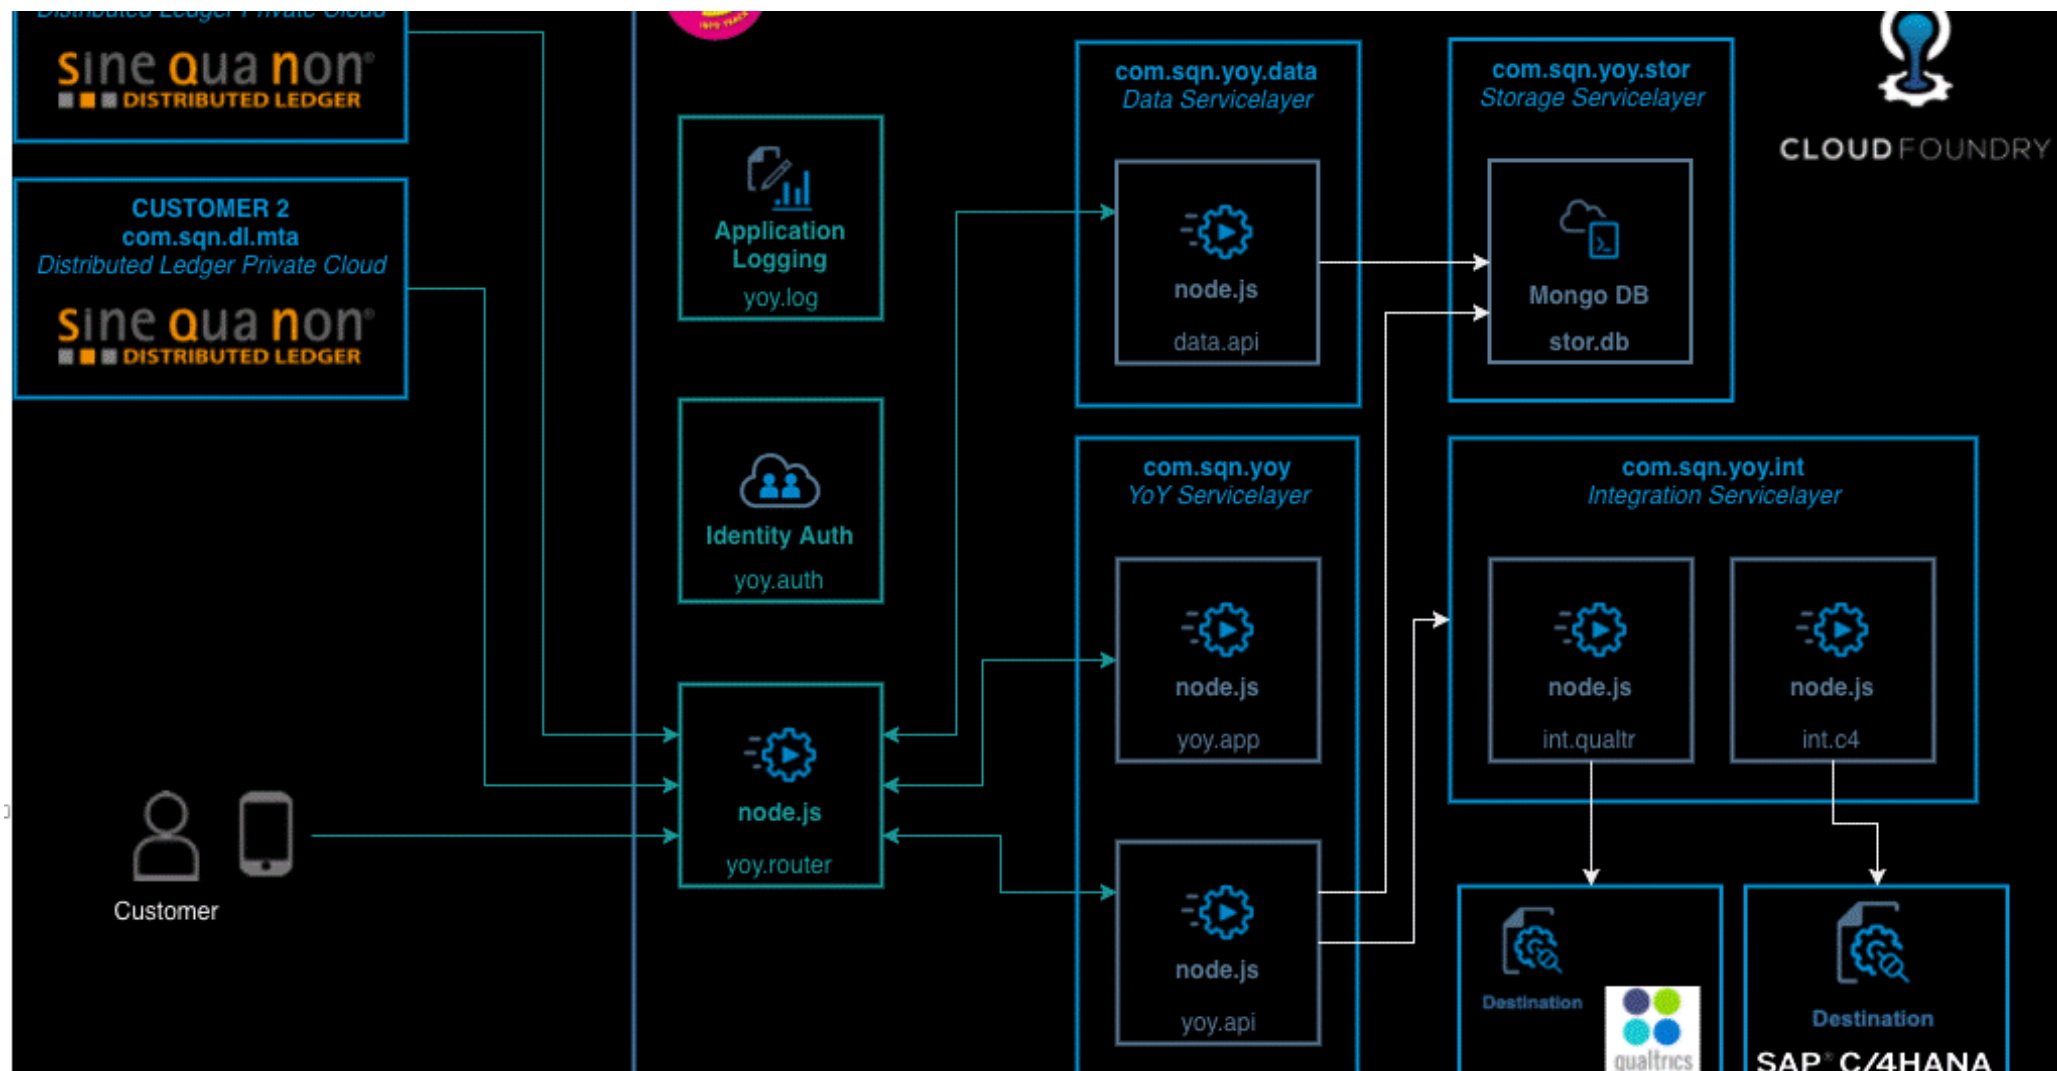 Distributed Ledger Private Cloud
sine qua non®
DISTRIBUTED LEDGER
CUSTOMER 2
com.sqn.dl.mta
Distributed Ledger Private Cloud
sine qua non®
DISTRIBUTED LEDGER
Customer
Application
Logging
yoy.log
Identity Auth
yoy.auth
node.js
yoy.router
com.sqn.yoy.data
Data Servicelayer
node.js
data.api
com.sqn.yoy.stor
Storage Servicelayer
Mongo DB
stor.db
CLOUD FOUNDRY
com.sqn.yoy
YoY Servicelayer
node.js
yoy.app
node.js
yoy.api
com.sqn.yoy.int
Integration Servicelayer
node.js
int.qualtr
node.js
int.c4
Destination
qualtrics
Destination
SAP® C/4HANA